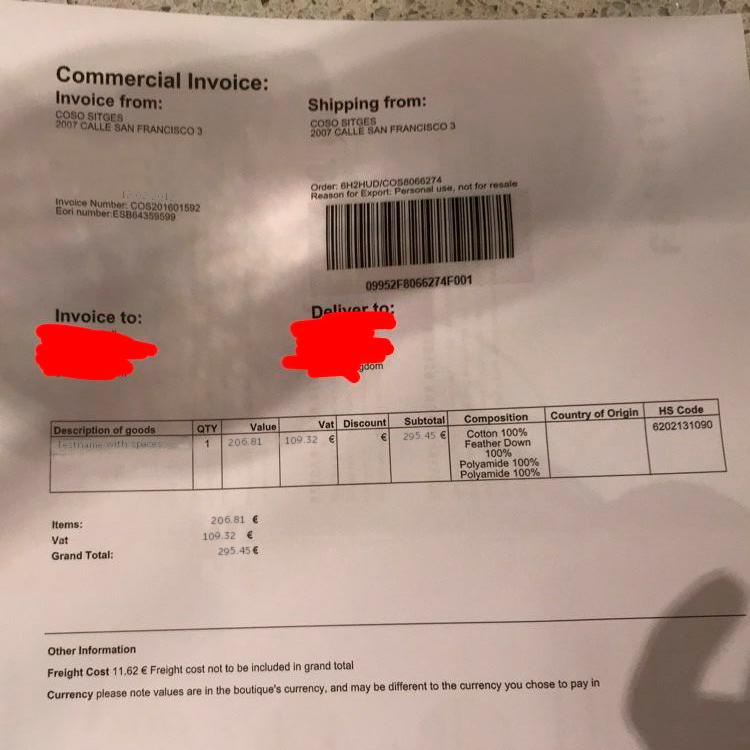 Commercial Invoice:
Invoice from:
COSO SITGES
2007 CALLE SAN FRANCISCO 3
Shipping from:
COSO SITGES
2007 CALLE SAN FRANCISCO 3
Invoice Number: COS201601592
Eori number:ESB64359599
Order: 6H2HUD/COS8066274
Reason for Export: Personal use, not for resale
09952F8066274F001
Invoice to:
Deliver to:
gdom
Description of goods QTY Value Vat Discount Subtotal Composition Country of Origin HS Code
Testname with spaces 1 206.81 109.32 € € 295.45 € Cotton 100% 6202131090
Feather Down
100%
Polyamide 100%
Polyamide 100%
Items: 206.81 €
Vat 109.32 €
Grand Total: 295.45 €
Other Information
Freight Cost 11.62 € Freight cost not to be included in grand total
Currency please note values are in the boutique's currency, and may be different to the currency you chose to pay in